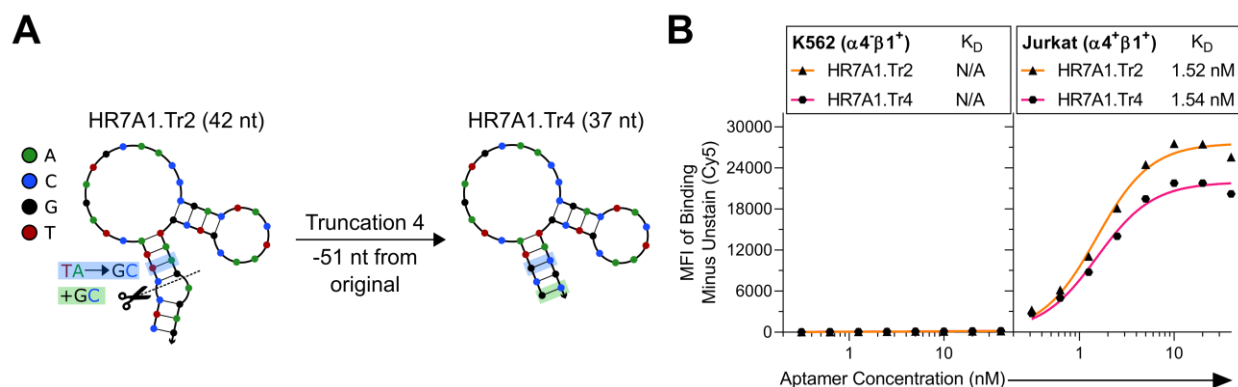 A
HR7A1.Tr2 (42 nt)
A
C
G
T
TA→GC
+GC
Truncation 4
-51 nt from
original
HR7A1.Tr4 (37 nt)
B
K562 (α4⁻β1⁺) K_D
HR7A1.Tr2 N/A
HR7A1.Tr4 N/A
Jurkat (α4⁺β1⁺) K_D
HR7A1.Tr2 1.52 nM
HR7A1.Tr4 1.54 nM
MFI of Binding
Minus Unstain (Cy5)
30000
24000
18000
12000
6000
0
1 10 1 10
Aptamer Concentration (nM)